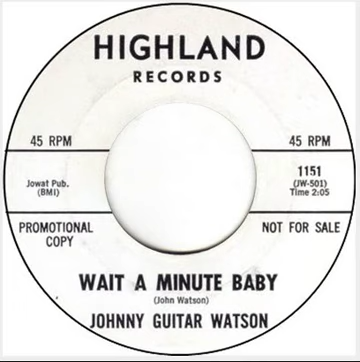 HIGHLAND
RECORDS
45 RPM
45 RPM
Jowat Pub.
(BMI)
1151
(JW-501)
Time 2:05
PROMOTIONAL
COPY
NOT FOR SALE
WAIT A MINUTE BABY
(John Watson)
JOHNNY GUITAR WATSON